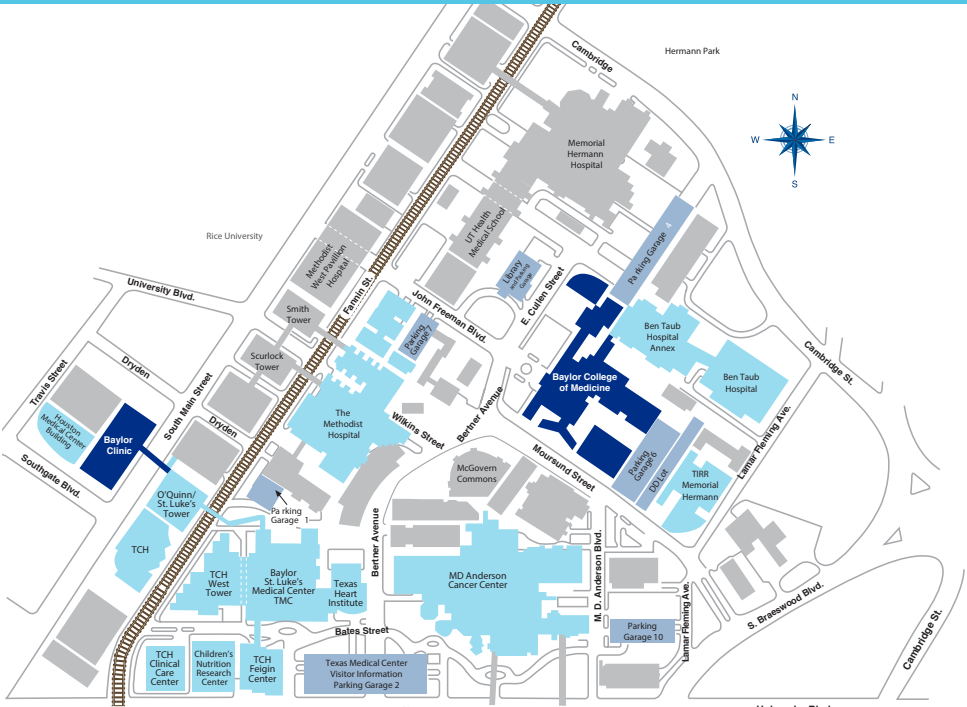 Cambridge
Hermann Park
N
W
E
S
Memorial
Hermann
Hospital
UT Health
Medical School
Rice University
Methodist
West Pavilion
Hospital
Parking Garage 4
Library
and Parking
Garage
E. Cullen Street
University Blvd.
Fannin St.
Smith
Tower
John Freeman Blvd.
Parking
Garage 7
Ben Taub
Hospital
Annex
Cambridge St.
Scurlock
Tower
Travis Street
Dryden
South Main Street
Baylor College
of Medicine
Ben Taub
Hospital
Bertner Avenue
Houston
Medical Center
Building
Baylor
Clinic
Dryden
The
Methodist
Hospital
Wilkins Street
Lamar Fleming Ave.
Southgate Blvd.
Moursund Street
McGovern
Commons
Parking
Garage 6
DD Lot
TIRR
Memorial
Hermann
O'Quinn/
St. Luke's
Tower
Parking
Garage 1
TCH
Bertner Avenue
M. D. Anderson Blvd.
TCH
West
Tower
Baylor
St. Luke's
Medical Center
TMC
Texas
Heart
Institute
MD Anderson
Cancer Center
Lamar Fleming Ave.
S. Braeswood Blvd.
Bates Street
Parking
Garage 10
Cambridge St.
TCH
Clinical
Care
Center
Children's
Nutrition
Research
Center
TCH
Feigin
Center
Texas Medical Center
Visitor Information
Parking Garage 2